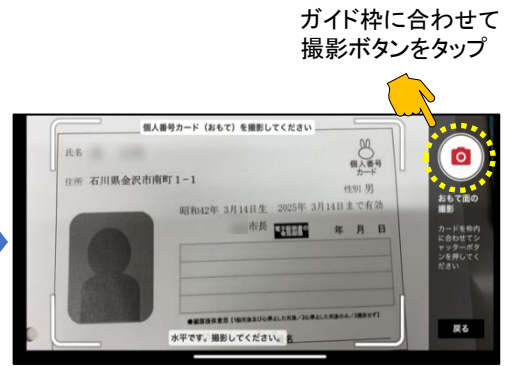 ガイド枠に合わせて
撮影ボタンをタップ
個人番号カード（おもて）を撮影してください
氏名
個人番号
カード
住所 石川県金沢市南町1-1
性別 男
昭和42年 3月14日生 2025年 3月14日まで有効
市長
年 月 日
おもて面の
撮影
カードを枠内
に合わせてシ
ャッターボタ
ンを押してく
ださい
水平です。撮影してください。
名
戻る